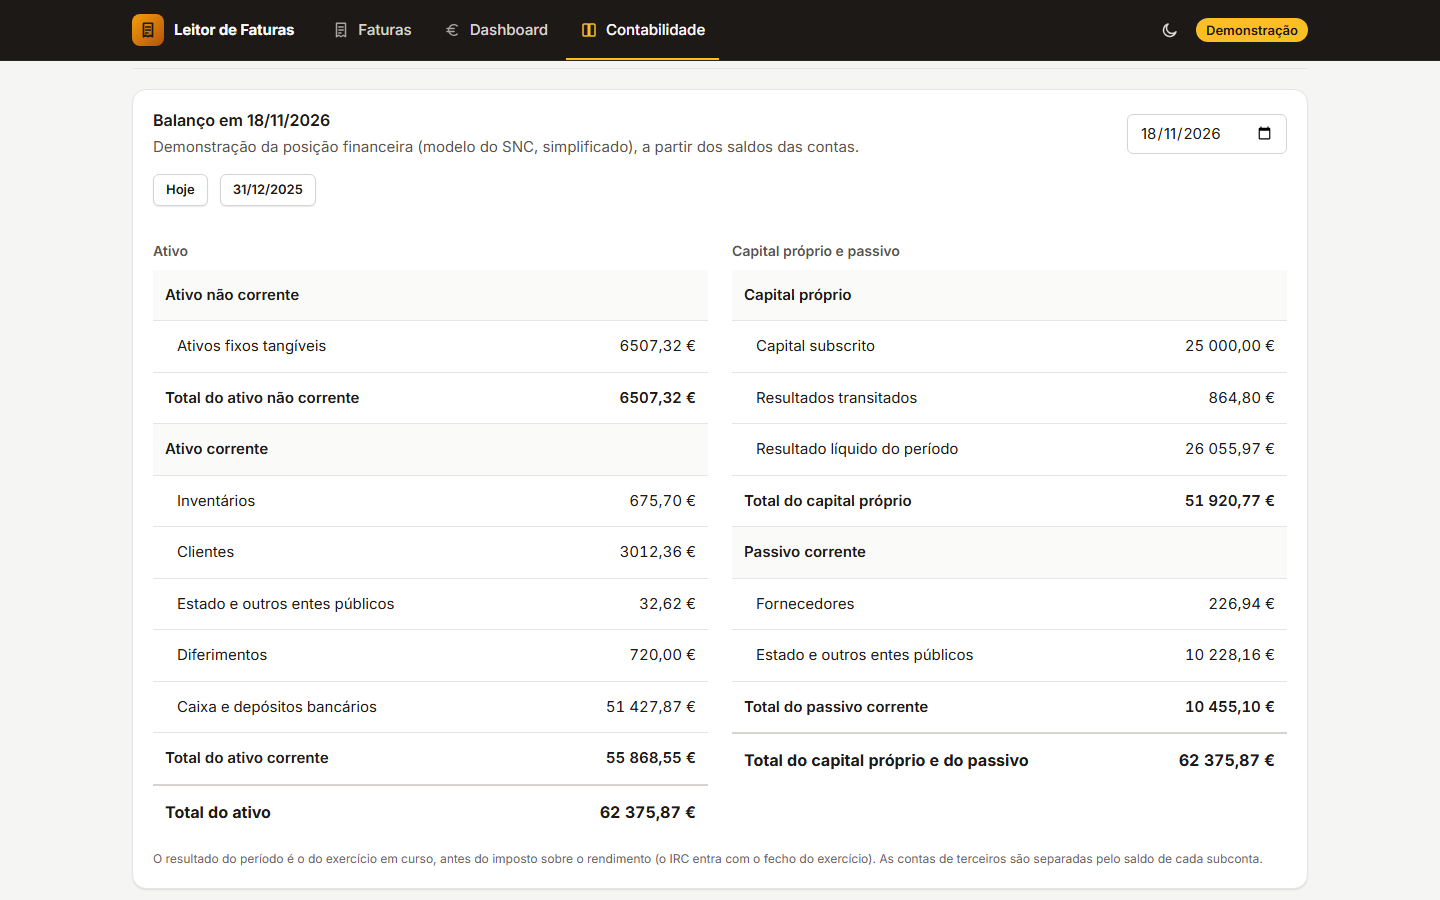 Leitor de Faturas
Faturas
Dashboard
Contabilidade
Demonstração
Balanço em 18/11/2026
Demonstração da posição financeira (modelo do SNC, simplificado), a partir dos saldos das contas.
18/11/2026
Hoje
31/12/2025
Ativo
Ativo não corrente
Ativos fixos tangíveis 6507,32 €
Total do ativo não corrente 6507,32 €
Ativo corrente
Inventários 675,70 €
Clientes 3012,36 €
Estado e outros entes públicos 32,62 €
Diferimentos 720,00 €
Caixa e depósitos bancários 51 427,87 €
Total do ativo corrente 55 868,55 €
Total do ativo 62 375,87 €
Capital próprio e passivo
Capital próprio
Capital subscrito 25 000,00 €
Resultados transitados 864,80 €
Resultado líquido do período 26 055,97 €
Total do capital próprio 51 920,77 €
Passivo corrente
Fornecedores 226,94 €
Estado e outros entes públicos 10 228,16 €
Total do passivo corrente 10 455,10 €
Total do capital próprio e do passivo 62 375,87 €
O resultado do período é o do exercício em curso, antes do imposto sobre o rendimento (o IRC entra com o fecho do exercício). As contas de terceiros são separadas pelo saldo de cada subconta.